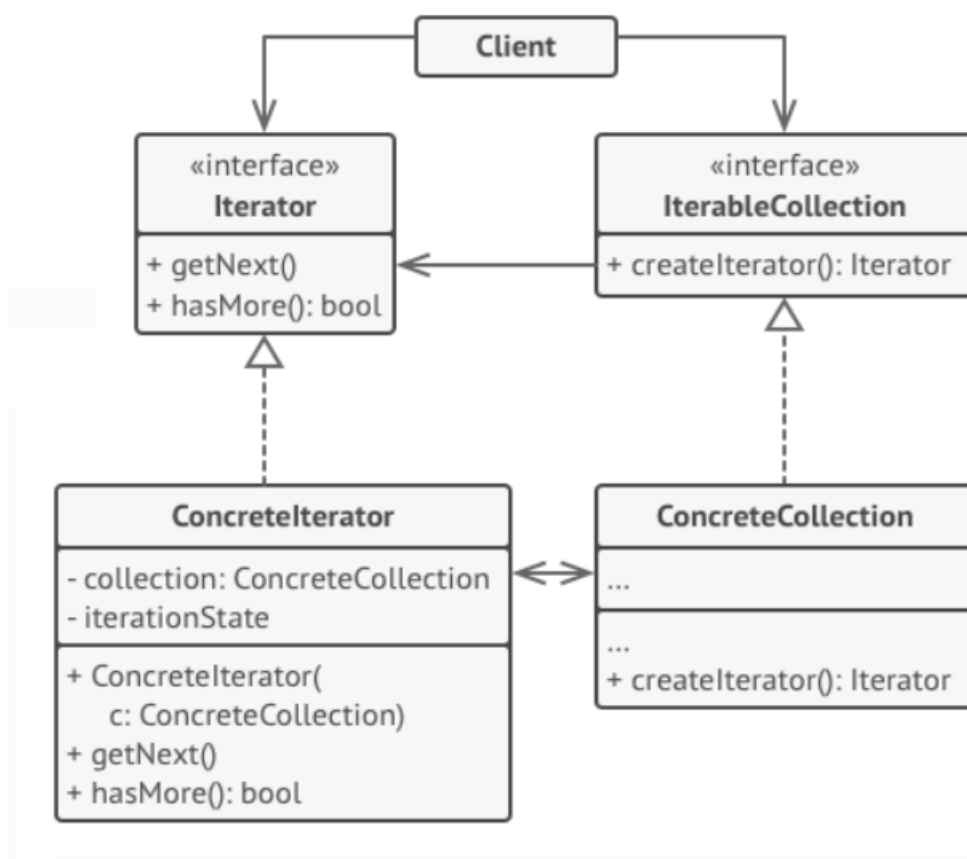 Client
«interface»
Iterator
+ getNext()
+ hasMore(): bool
«interface»
IterableCollection
+ createIterator(): Iterator
ConcreteIterator
- collection: ConcreteCollection
- iterationState
+ ConcreteIterator(
c: ConcreteCollection)
+ getNext()
+ hasMore(): bool
ConcreteCollection
...
...
+ createIterator(): Iterator